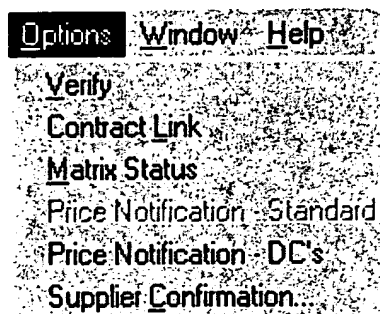 Options Window Help
Verify
Contract Link
Matrix Status
Price Notification - Standard
Price Notification - DC's
Supplier Confirmation...